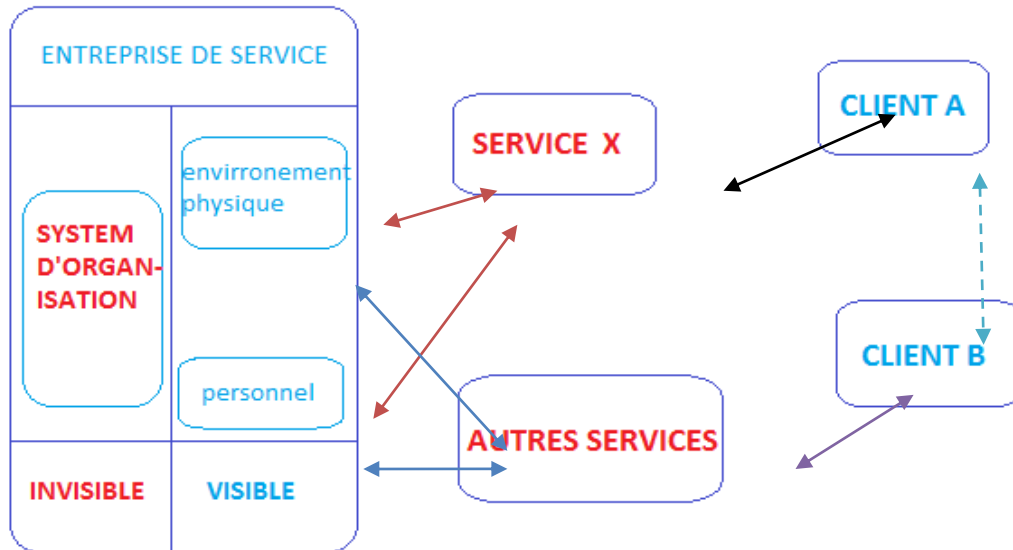 ENTREPRISE DE SERVICE
envirronement
physique
SYSTEM
D'ORGAN-
ISATION
personnel
INVISIBLE
VISIBLE
SERVICE X
AUTRES SERVICES
CLIENT A
CLIENT B